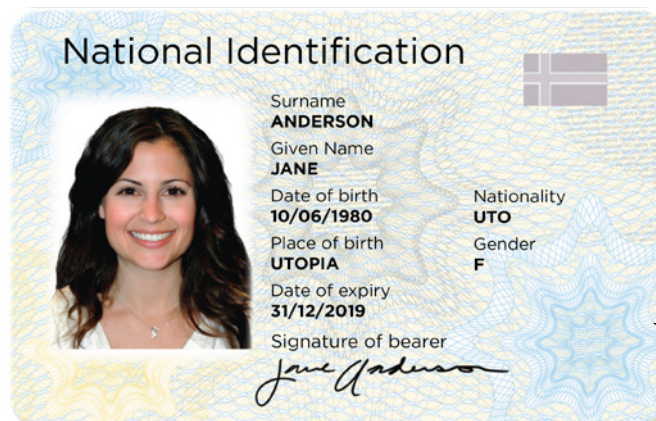 National Identification
Surname
ANDERSON
Given Name
JANE
Date of birth
10/06/1980
Nationality
UTO
Place of birth
UTOPIA
Gender
F
Date of expiry
31/12/2019
Signature of bearer
Jane Anderson